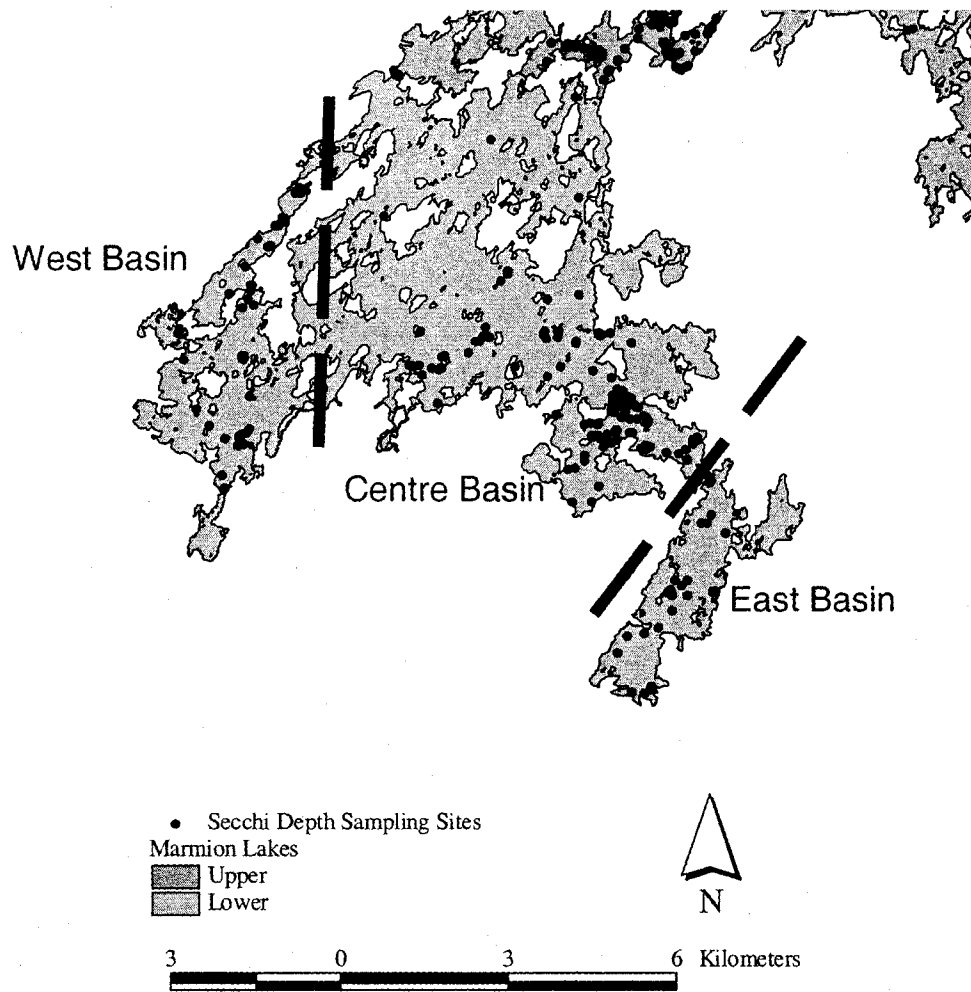 West Basin
Centre Basin
East Basin
Secchi Depth Sampling Sites
Marmion Lakes
Upper
Lower
N
3 0 3 6 Kilometers